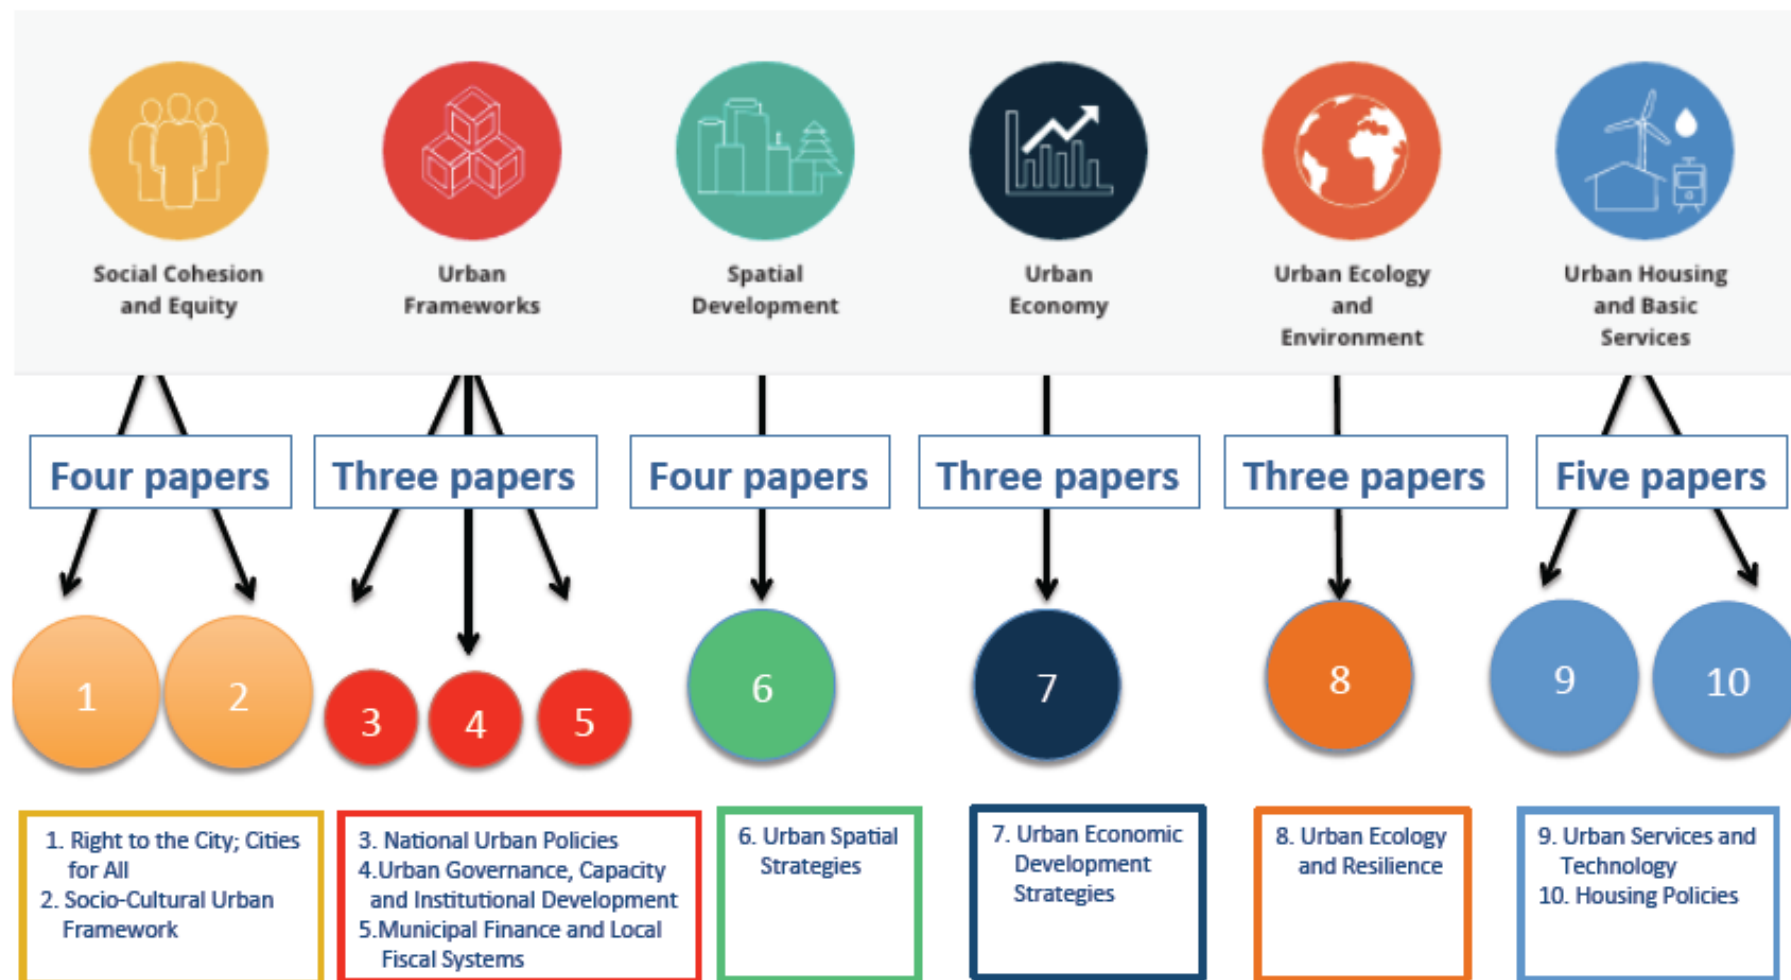 Social Cohesion
and Equity
Urban
Frameworks
Spatial
Development
Urban
Economy
Urban Ecology
and
Environment
Urban Housing
and Basic
Services
Four papers
Three papers
Four papers
Three papers
Three papers
Five papers
1
2
3
4
5
6
7
8
9
10
1. Right to the City; Cities
for All
2. Socio-Cultural Urban
Framework
3. National Urban Policies
4.Urban Governance, Capacity
and Institutional Development
5.Municipal Finance and Local
Fiscal Systems
6. Urban Spatial
Strategies
7. Urban Economic
Development
Strategies
8. Urban Ecology
and Resilience
9. Urban Services and
Technology
10. Housing Policies